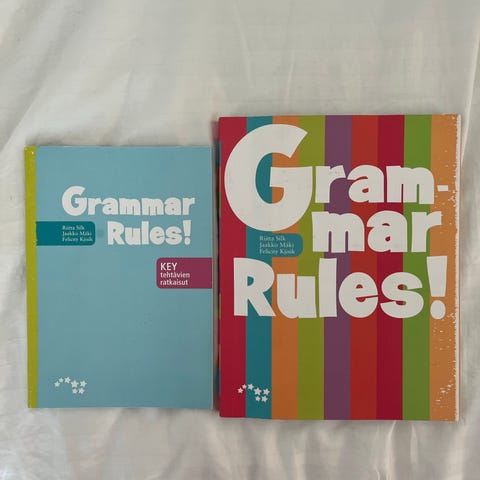 Grammar
Rules!
Riitta Silk
Jaakko Mäki
Felicity Kjisik
KEY
tehtävien
ratkaisut
Gram-
mar
Riitta Silk
Jaakko Mäki
Felicity Kjisik
Rules!